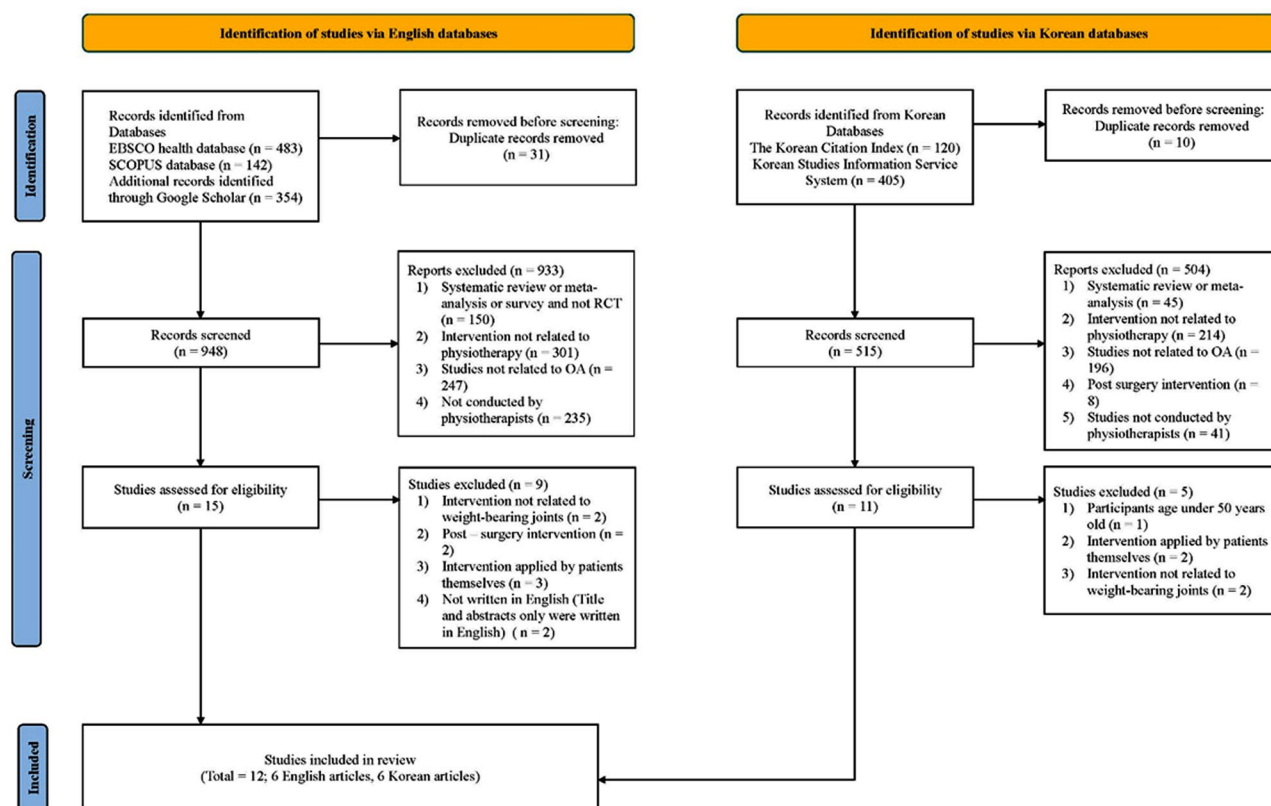 Identification of studies via English databases
Identification of studies via Korean databases
Identification
Records identified from
Databases
EBSCO health database (n = 483)
SCOPUS database (n = 142)
Additional records identified
through Google Scholar (n = 354)
Records removed before screening:
Duplicate records removed
(n = 31)
Records identified from Korean
Databases
The Korean Citation Index (n = 120)
Korean Studies Information Service
System (n = 405)
Records removed before screening:
Duplicate records removed
(n = 10)
Screening
Records screened
(n = 948)
Reports excluded (n = 933)
1) Systematic review or meta-
analysis or survey and not RCT
(n = 150)
2) Intervention not related to
physiotherapy (n = 301)
3) Studies not related to OA (n =
247)
4) Not conducted by
physiotherapists (n = 235)
Records screened
(n = 515)
Reports excluded (n = 504)
1) Systematic review or meta-
analysis (n = 45)
2) Intervention not related to
physiotherapy (n = 214)
3) Studies not related to OA (n =
196)
4) Post surgery intervention (n =
8)
5) Studies not conducted by
physiotherapists (n = 41)
Studies assessed for eligibility
(n = 15)
Studies excluded (n = 9)
1) Intervention not related to
weight-bearing joints (n = 2)
2) Post – surgery intervention (n =
2)
3) Intervention applied by patients
themselves (n = 3)
4) Not written in English (Title
and abstracts only were written
in English) ( n = 2)
Studies assessed for eligibility
(n = 11)
Studies excluded (n = 5)
1) Participants age under 50 years
old (n = 1)
2) Intervention applied by patients
themselves (n = 2)
3) Intervention not related to
weight-bearing joints (n = 2)
Included
Studies included in review
(Total = 12; 6 English articles, 6 Korean articles)